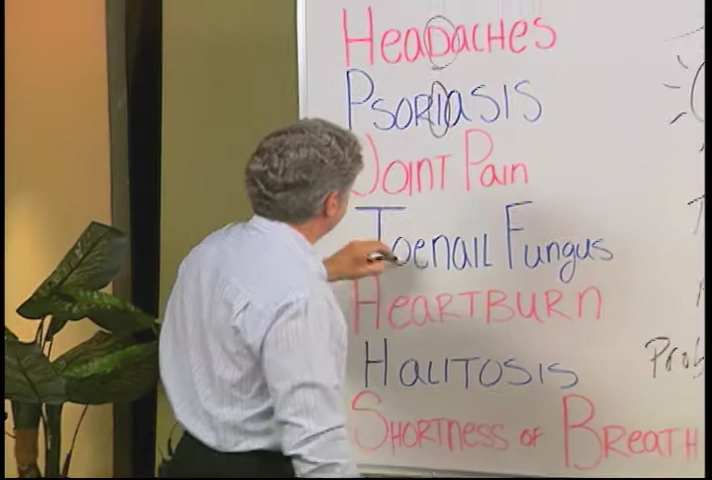 HeaDacHes
PsoRIasis
JoINT Pain
Toenail Fungus
HeaRTBURn
HaliTosis
SHoRTness of BReaTH